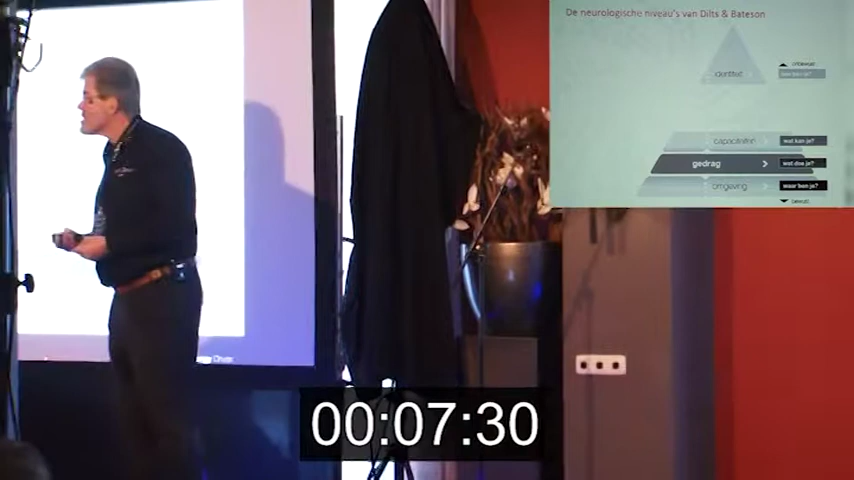 De neurologische niveau's van Dilts & Bateson
identiteit
capaciteiten
wat kan je?
gedrag
wat doe je?
omgeving
waar ben je?
00:07:30